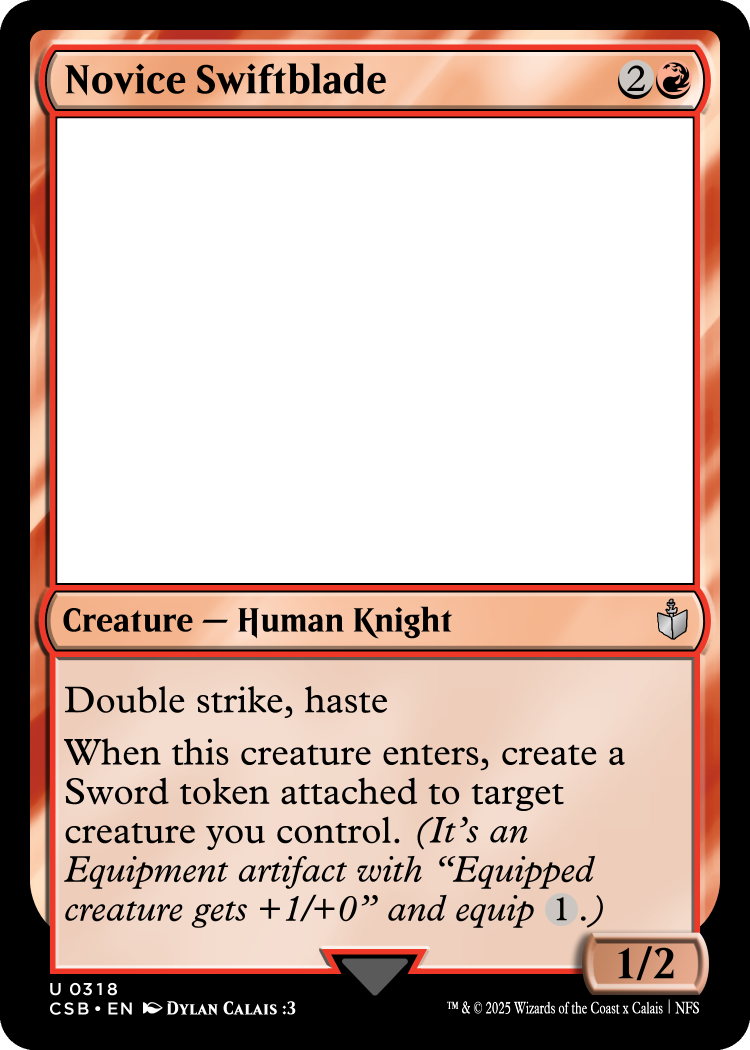 Novice Swiftblade 2
Creature — Human Knight
Double strike, haste
When this creature enters, create a
Sword token attached to target
creature you control. (It's an
Equipment artifact with “Equipped
creature gets +1/+0” and equip 1.)
1/2
U 0318
CSB • EN Dylan Calais :3
™ & © 2025 Wizards of the Coast x Calais | NFS